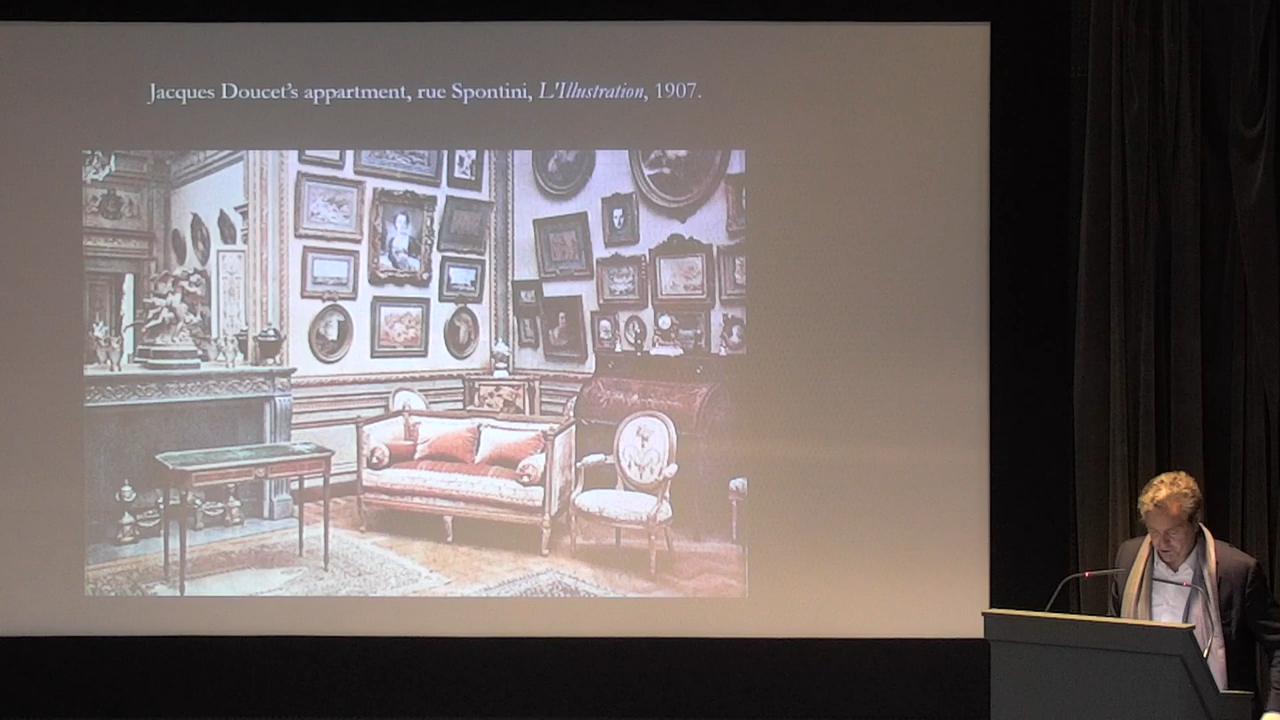 Jacques Doucet's appartment, rue Spontini, L'Illustration, 1907.